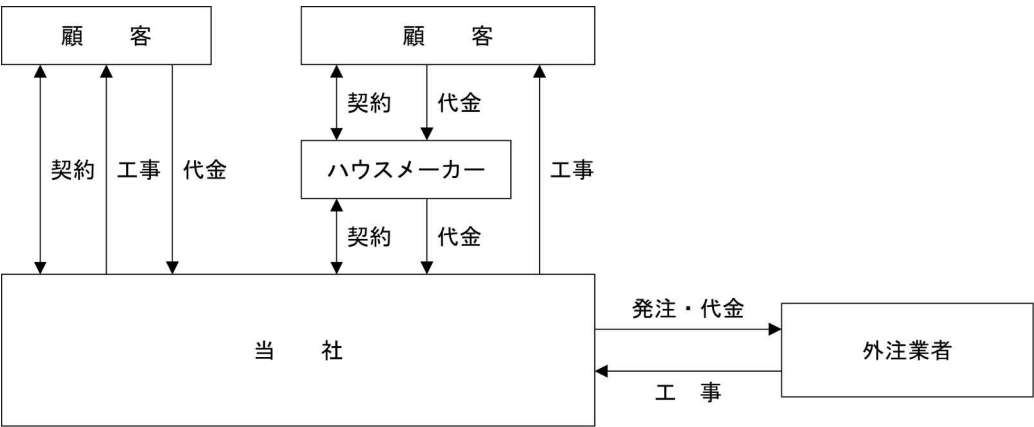 顧　　客
顧　　客
契約
代金
契約
工事
代金
ハウスメーカー
工事
契約
代金
発注・代金
当　　社
外注業者
工　事